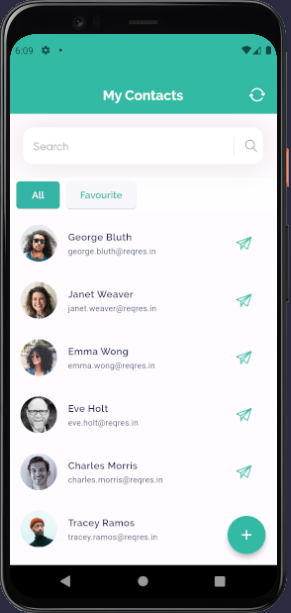 6:09
My Contacts
Search
All
Favourite
George Bluth
george.bluth@reqres.in
Janet Weaver
janet.weaver@reqres.in
Emma Wong
emma.wong@reqres.in
Eve Holt
eve.holt@reqres.in
Charles Morris
charles.morris@reqres.in
Tracey Ramos
tracey.ramos@reqres.in
+